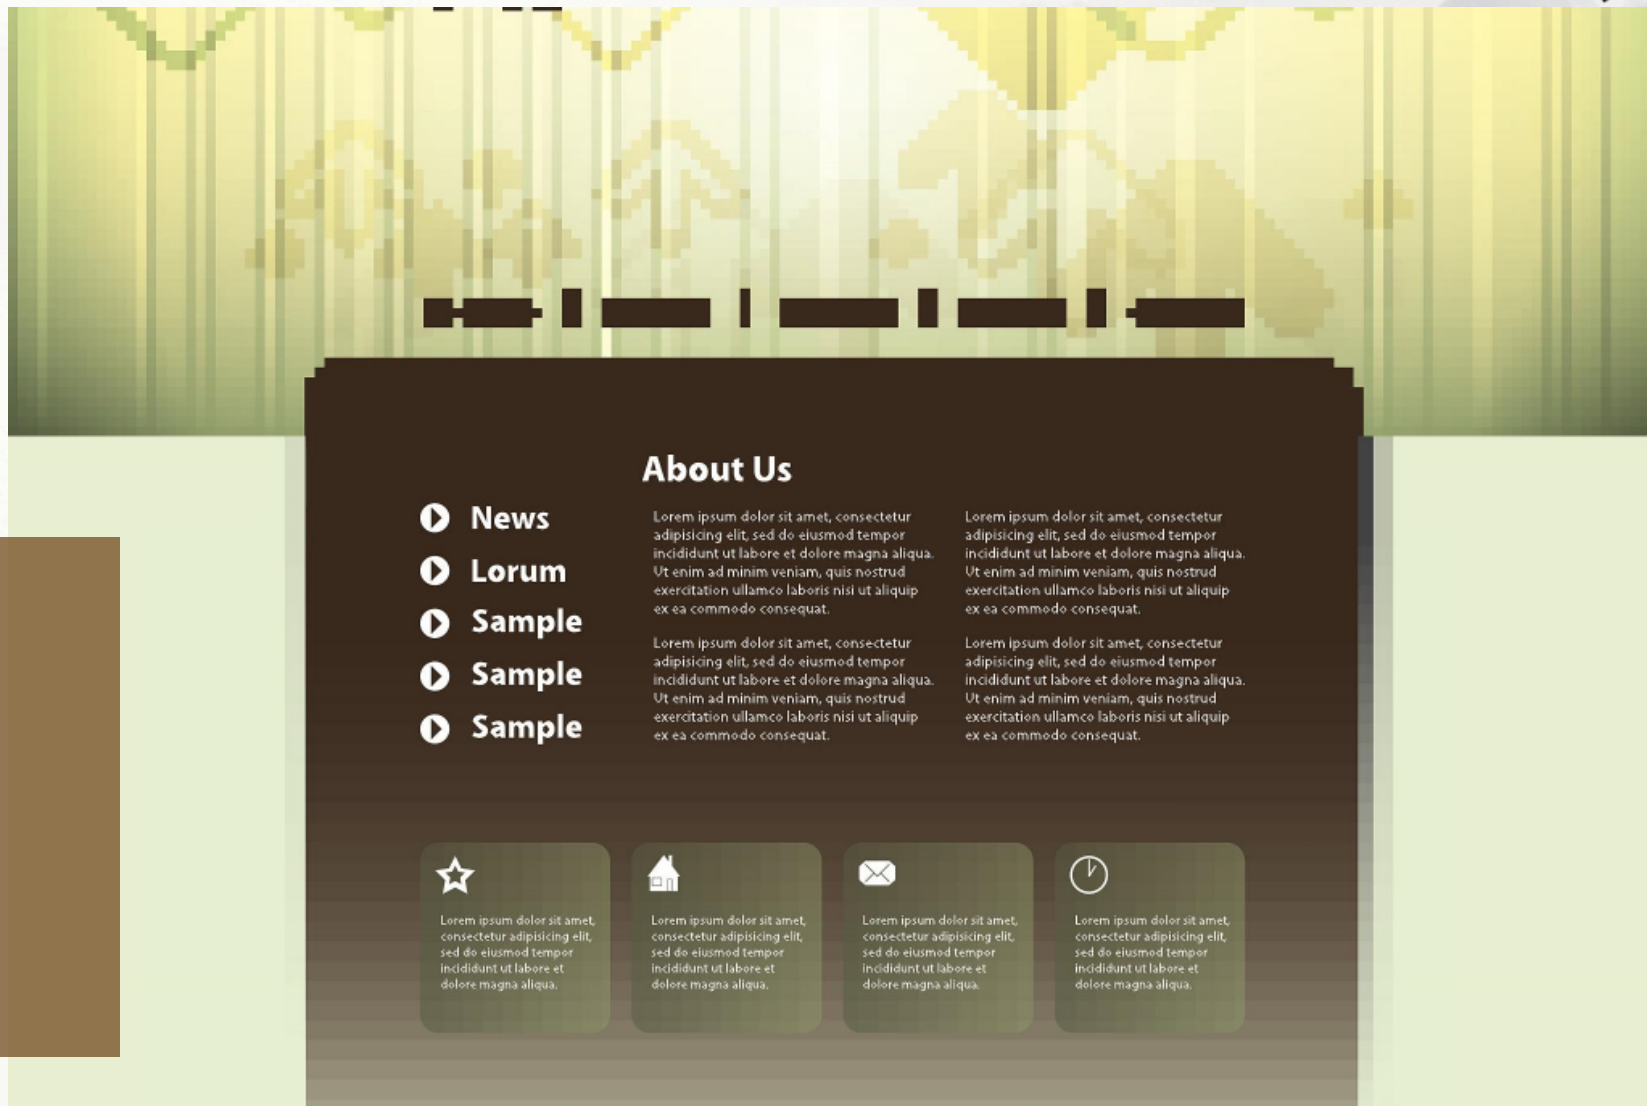 About Us
News
Lorum
Sample
Sample
Sample
Lorem ipsum dolor sit amet, consectetur
adipisicing elit, sed do eiusmod tempor
incididunt ut labore et dolore magna aliqua.
Ut enim ad minim veniam, quis nostrud
exercitation ullamco laboris nisi ut aliquip
ex ea commodo consequat.
Lorem ipsum dolor sit amet, consectetur
adipisicing elit, sed do eiusmod tempor
incididunt ut labore et dolore magna aliqua.
Ut enim ad minim veniam, quis nostrud
exercitation ullamco laboris nisi ut aliquip
ex ea commodo consequat.
Lorem ipsum dolor sit amet, consectetur
adipisicing elit, sed do eiusmod tempor
incididunt ut labore et dolore magna aliqua.
Ut enim ad minim veniam, quis nostrud
exercitation ullamco laboris nisi ut aliquip
ex ea commodo consequat.
Lorem ipsum dolor sit amet, consectetur
adipisicing elit, sed do eiusmod tempor
incididunt ut labore et dolore magna aliqua.
Ut enim ad minim veniam, quis nostrud
exercitation ullamco laboris nisi ut aliquip
ex ea commodo consequat.
Lorem ipsum dolor sit amet,
consectetur adipisicing elit,
sed do eiusmod tempor
incididunt ut labore et
dolore magna aliqua.
Lorem ipsum dolor sit amet,
consectetur adipisicing elit,
sed do eiusmod tempor
incididunt ut labore et
dolore magna aliqua.
Lorem ipsum dolor sit amet,
consectetur adipisicing elit,
sed do eiusmod tempor
incididunt ut labore et
dolore magna aliqua.
Lorem ipsum dolor sit amet,
consectetur adipisicing elit,
sed do eiusmod tempor
incididunt ut labore et
dolore magna aliqua.